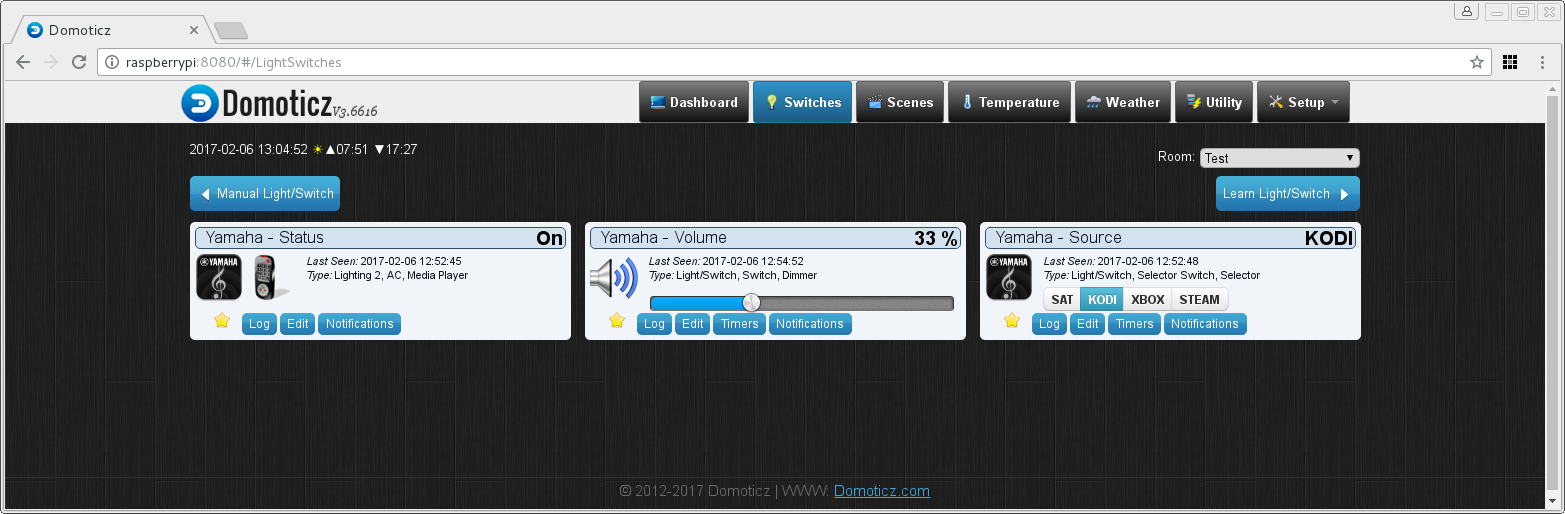 Domoticz
raspberrypi:8080/#/LightSwitches
Domoticz V3.6616
Dashboard Switches Scenes Temperature Weather Utility Setup
2017-02-06 13:04:52 ☀▲07:51 ▼17:27
Room: Test
Manual Light/Switch
Learn Light/Switch
Yamaha - Status On
YAMAHA
Last Seen: 2017-02-06 12:52:45
Type: Lighting 2, AC, Media Player
Log Edit Notifications
Yamaha - Volume 33 %
Last Seen: 2017-02-06 12:54:52
Type: Light/Switch, Switch, Dimmer
Log Edit Timers Notifications
Yamaha - Source KODI
YAMAHA
Last Seen: 2017-02-06 12:52:48
Type: Light/Switch, Selector Switch, Selector
SAT KODI XBOX STEAM
Log Edit Timers Notifications
© 2012-2017 Domoticz | WWW: Domoticz.com